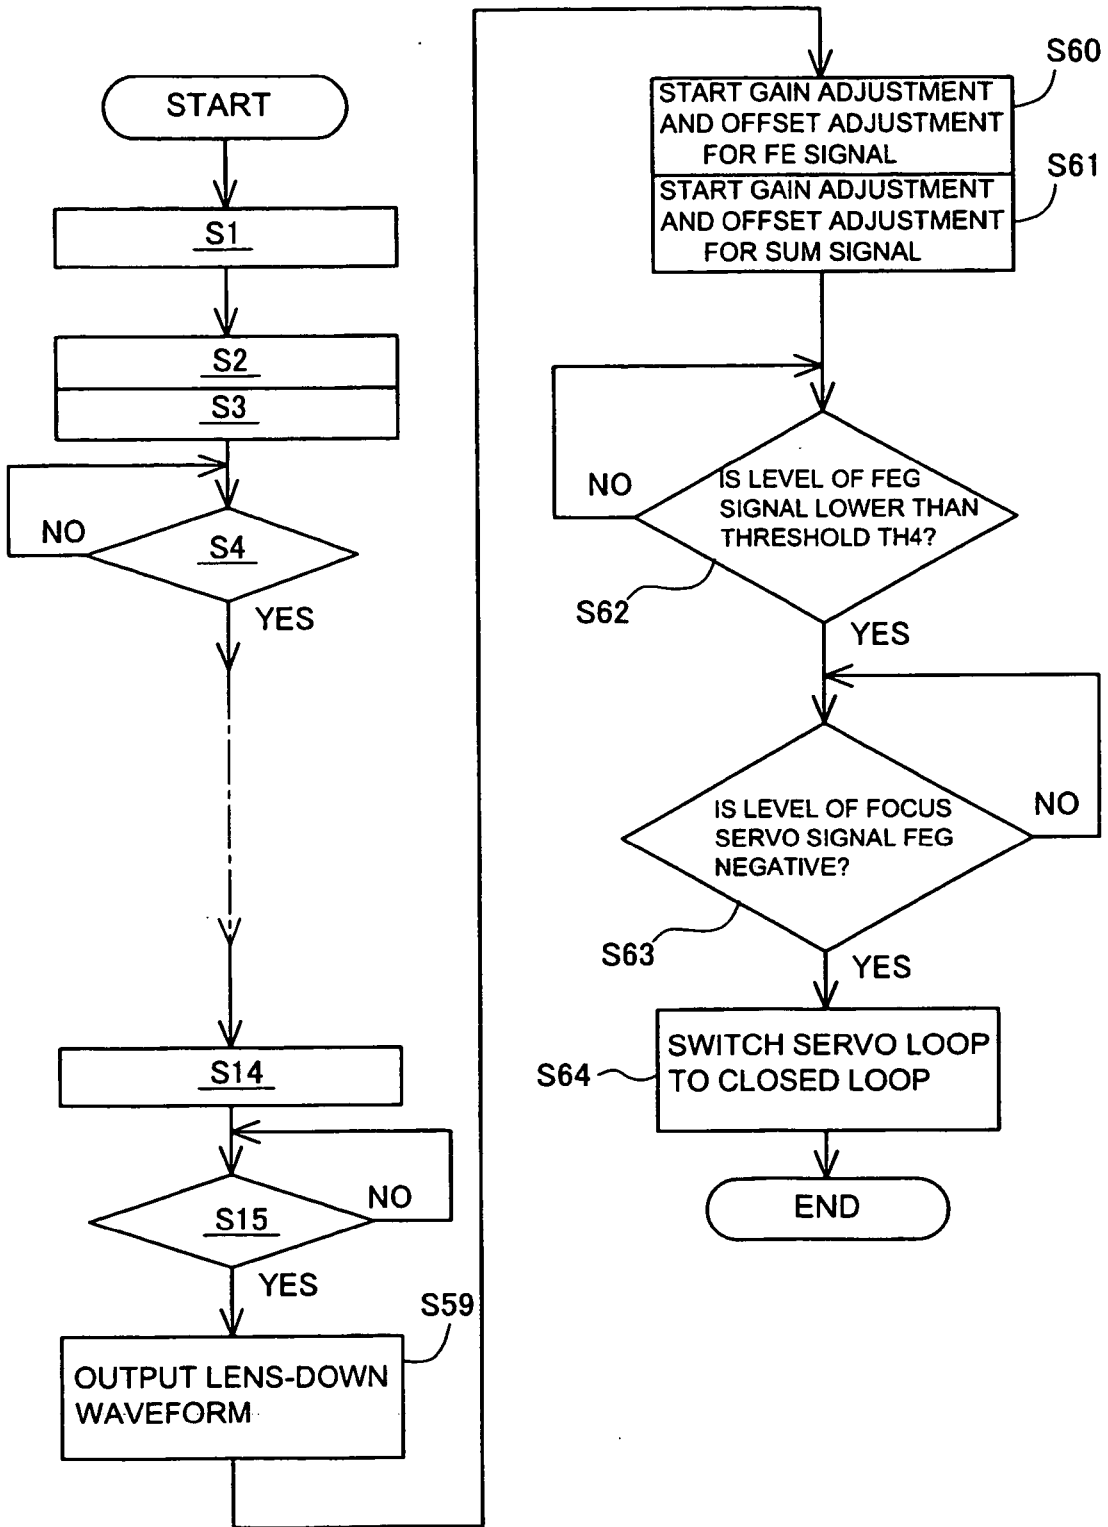 START
S1
S2
S3
S4
NO
YES
S14
S15
NO
YES
S59
OUTPUT LENS-DOWN
WAVEFORM
S60
START GAIN ADJUSTMENT
AND OFFSET ADJUSTMENT
FOR FE SIGNAL
S61
START GAIN ADJUSTMENT
AND OFFSET ADJUSTMENT
FOR SUM SIGNAL
NO
IS LEVEL OF FEG
SIGNAL LOWER THAN
THRESHOLD TH4?
S62
YES
IS LEVEL OF FOCUS
SERVO SIGNAL FEG
NEGATIVE?
NO
S63
YES
S64
SWITCH SERVO LOOP
TO CLOSED LOOP
END